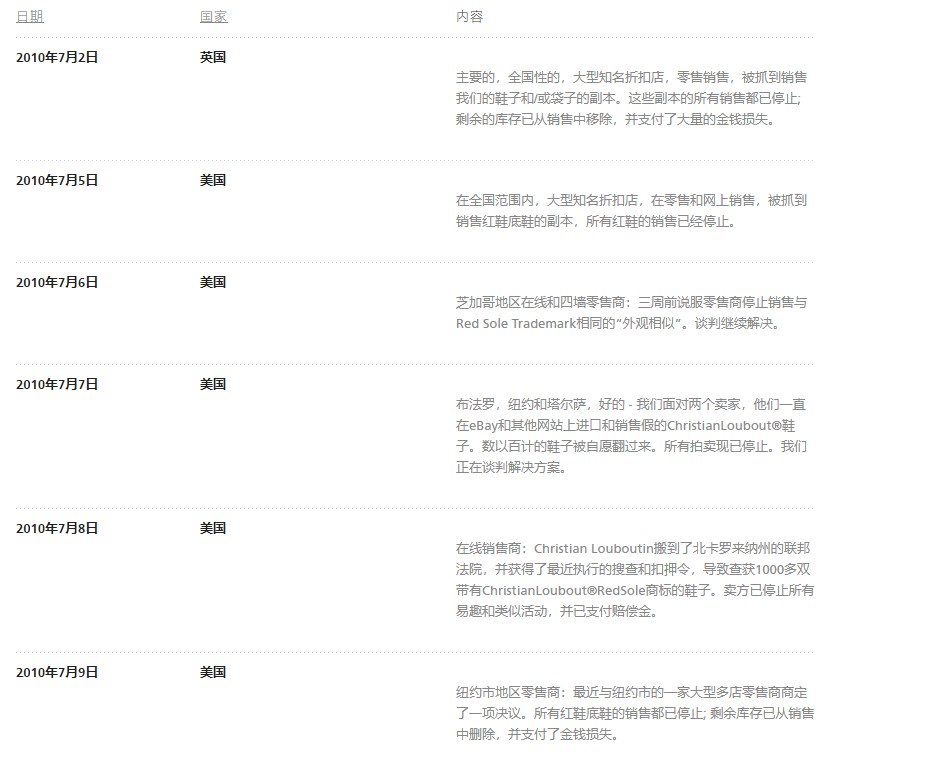 日期 国家 内容
2010年7月2日 英国
主要的，全国性的，大型知名折扣店，零售销售，被抓到销售
我们的鞋子和/或袋子的副本。这些副本的所有销售都已停止;
剩余的库存已从销售中移除，并支付了大量的金钱损失。
2010年7月5日 美国
在全国范围内，大型知名折扣店，在零售和网上销售，被抓到
销售红鞋底鞋的副本，所有红鞋的销售已经停止。
2010年7月6日 美国
芝加哥地区在线和四墙零售商：三周前说服零售商停止销售与
Red Sole Trademark相同的“外观相似”。谈判继续解决。
2010年7月7日 美国
布法罗，纽约和塔尔萨，好的 - 我们面对两个卖家，他们一直
在eBay和其他网站上进口和销售假的ChristianLoubout®鞋
子。数以百计的鞋子被自愿翻过来。所有拍卖现已停止。我们
正在谈判解决方案。
2010年7月8日 美国
在线销售商：Christian Louboutin搬到了北卡罗来纳州的联邦
法院，并获得了最近执行的搜查和扣押令，导致查获1000多双
带有ChristianLoubout®RedSole商标的鞋子。卖方已停止所有
易趣和类似活动，并已支付赔偿金。
2010年7月9日 美国
纽约市地区零售商：最近与纽约市的一家大型多店零售商商定
了一项决议。所有红鞋底鞋的销售都已停止; 剩余库存已从销售
中删除，并支付了金钱损失。